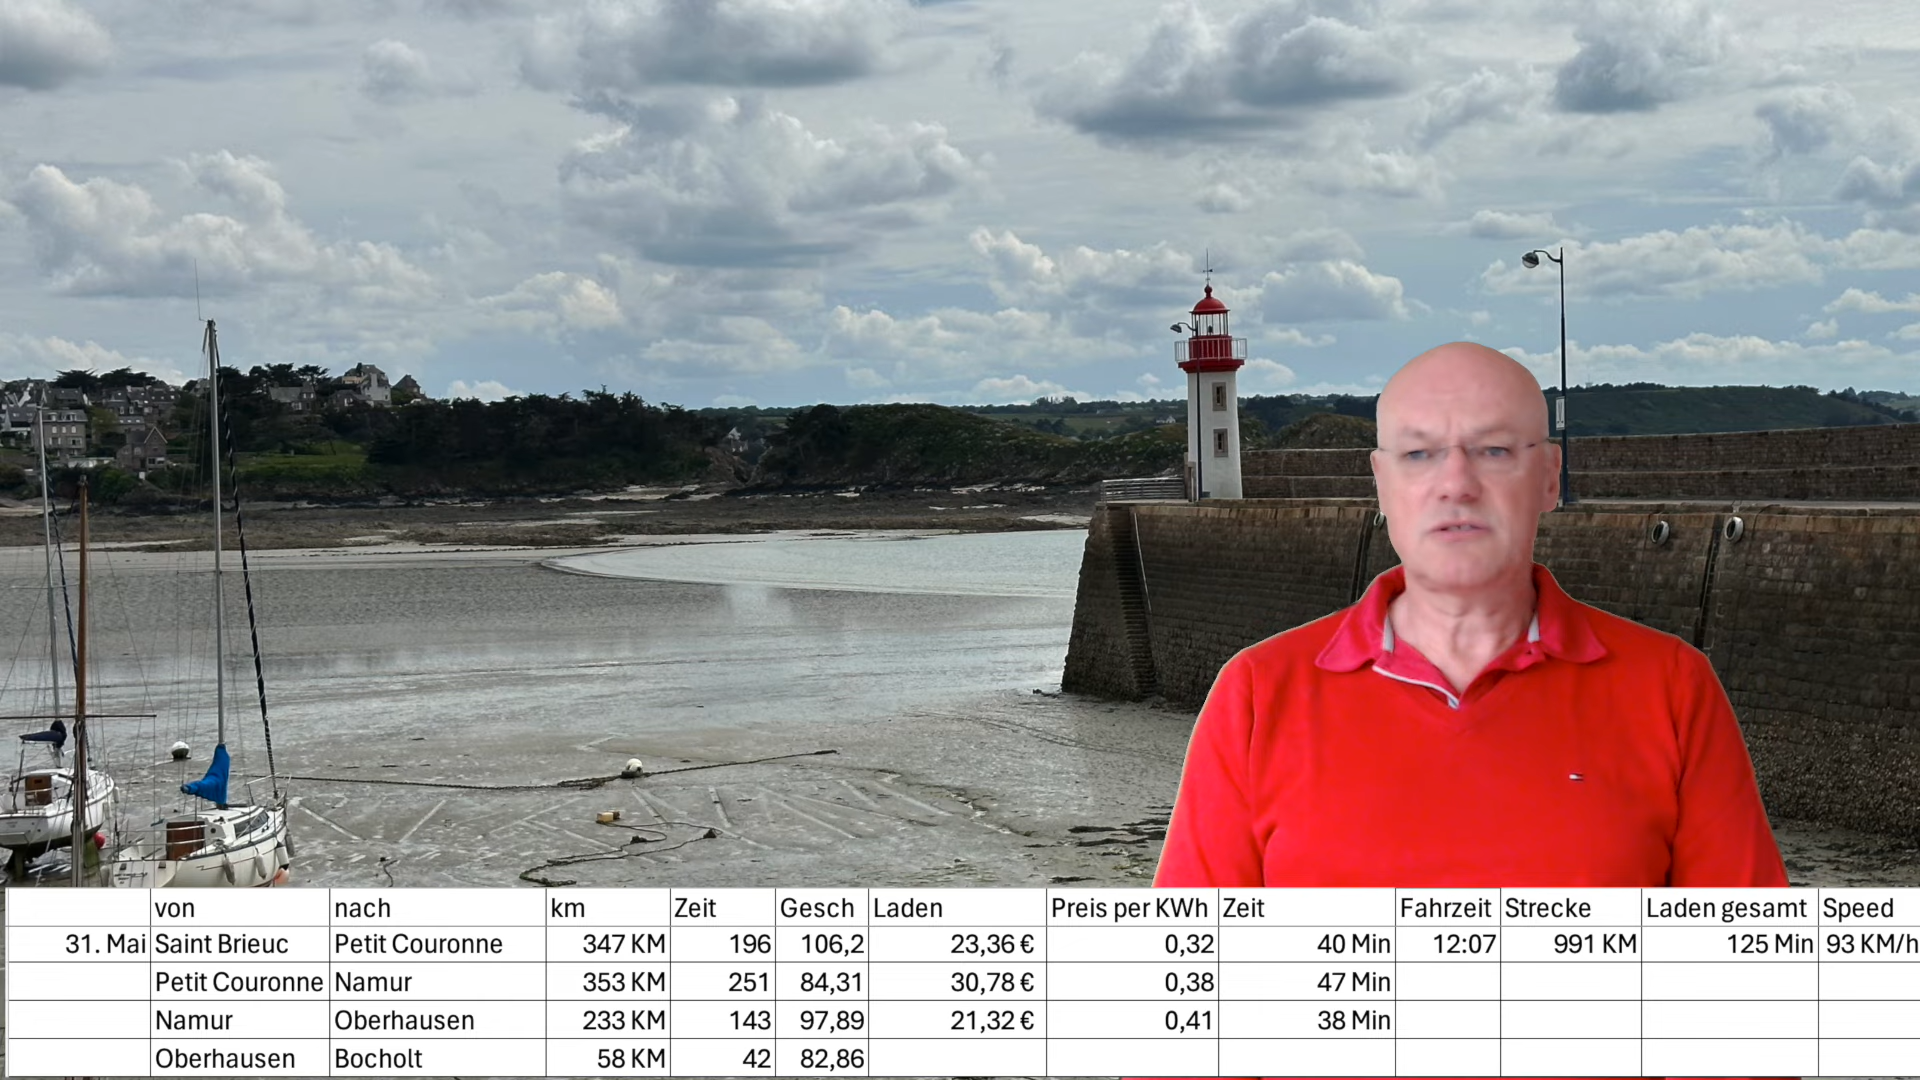 von nach km Zeit Gesch Laden Preis per KWh Zeit Fahrzeit Strecke Laden gesamt Speed
31. Mai Saint Brieuc Petit Couronne 347 KM 196 106,2 23,36 € 0,32 40 Min 12:07 991 KM 125 Min 93 KM/h
Petit Couronne Namur 353 KM 251 84,31 30,78 € 0,38 47 Min
Namur Oberhausen 233 KM 143 97,89 21,32 € 0,41 38 Min
Oberhausen Bocholt 58 KM 42 82,86